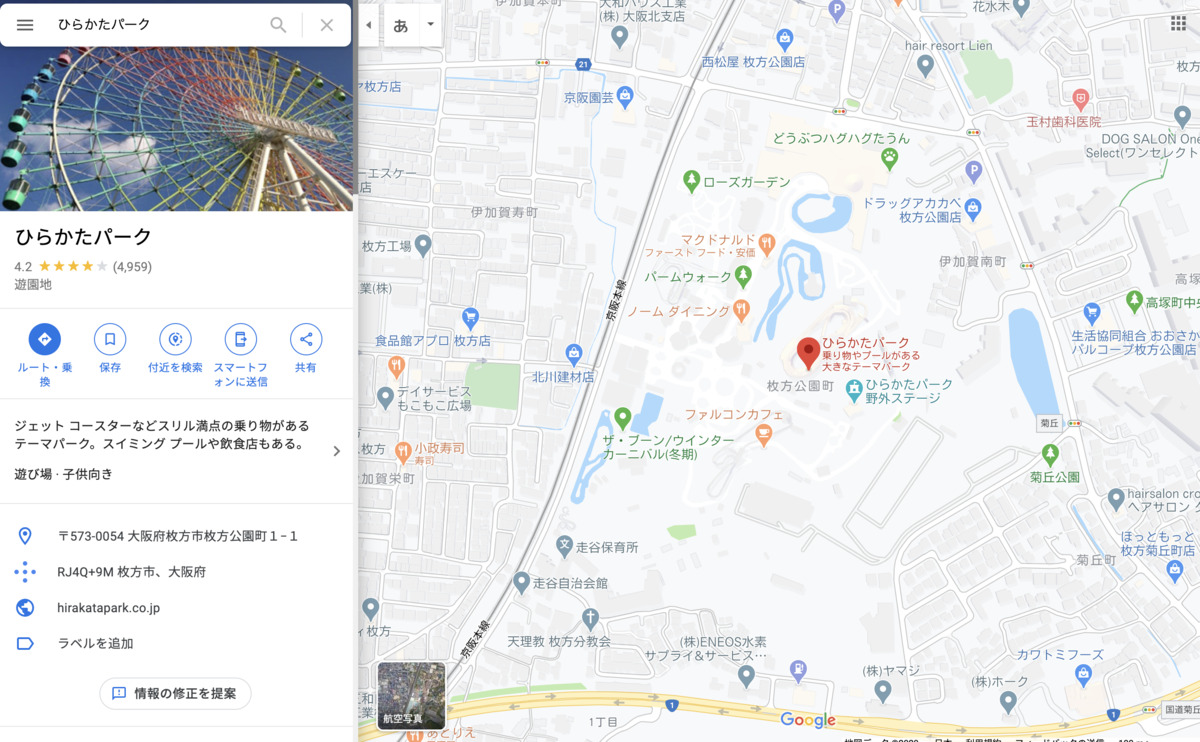 ひらかたパーク
あ
ひらかたパーク
4.2
(4,959)
遊園地
ルート・乗
換
保存
付近を検索
スマートフ
ォンに送信
共有
ジェット コースターなどスリル満点の乗り物がある
テーマパーク。スイミング プールや飲食店もある。
遊び場 · 子供向き
〒573-0054 大阪府枚方市枚方公園町１−１
RJ4Q+9M 枚方市、大阪府
hirakatapark.co.jp
ラベルを追加
情報の修正を提案
(株) 大阪北支店
花水木
hair resort Lien
21
西松屋 枚方公園店
枚方店
京阪園芸
玉村歯科医院
どうぶつハグハグたうん
DOG SALON One
Select(ワンセレクト
ーエスケー
店
ローズガーデン
P
P
伊加賀寿町
ドラッグアカカベ
枚方公園店
枚方工場
マクドナルド
ファースト フード・安価
伊加賀南町
業(株)
パームウォーク
京阪本線
ノーム ダイニング
高塚町中央
食品館アプロ 枚方店
生活協同組合 おおさか
パルコープ枚方公園店
ひらかたパーク
乗り物やプールがある
大きなテーマパーク
北川建材店
枚方公園町
ひらかたパーク
野外ステージ
デイサービス
もこもこ広場
ファルコンカフェ
菊丘
小政寿司
寿司
ザ・ブーン/ウインター
カーニバル(冬期)
伊加賀栄町
菊丘公園
hairsalon cro
ヘアサロン ク
走谷保育所
ほっともっと
枚方菊丘町店
菊丘町
走谷自治会館
枚方
京阪本線
天理教 枚方分教会
(株)ENEOS水素
サプライ&サービス…
カワトミフーズ
(株)ヤマジ
(株)ホーク
航空写真
1
1
国道菊丘
Google
1丁目
あとりえ